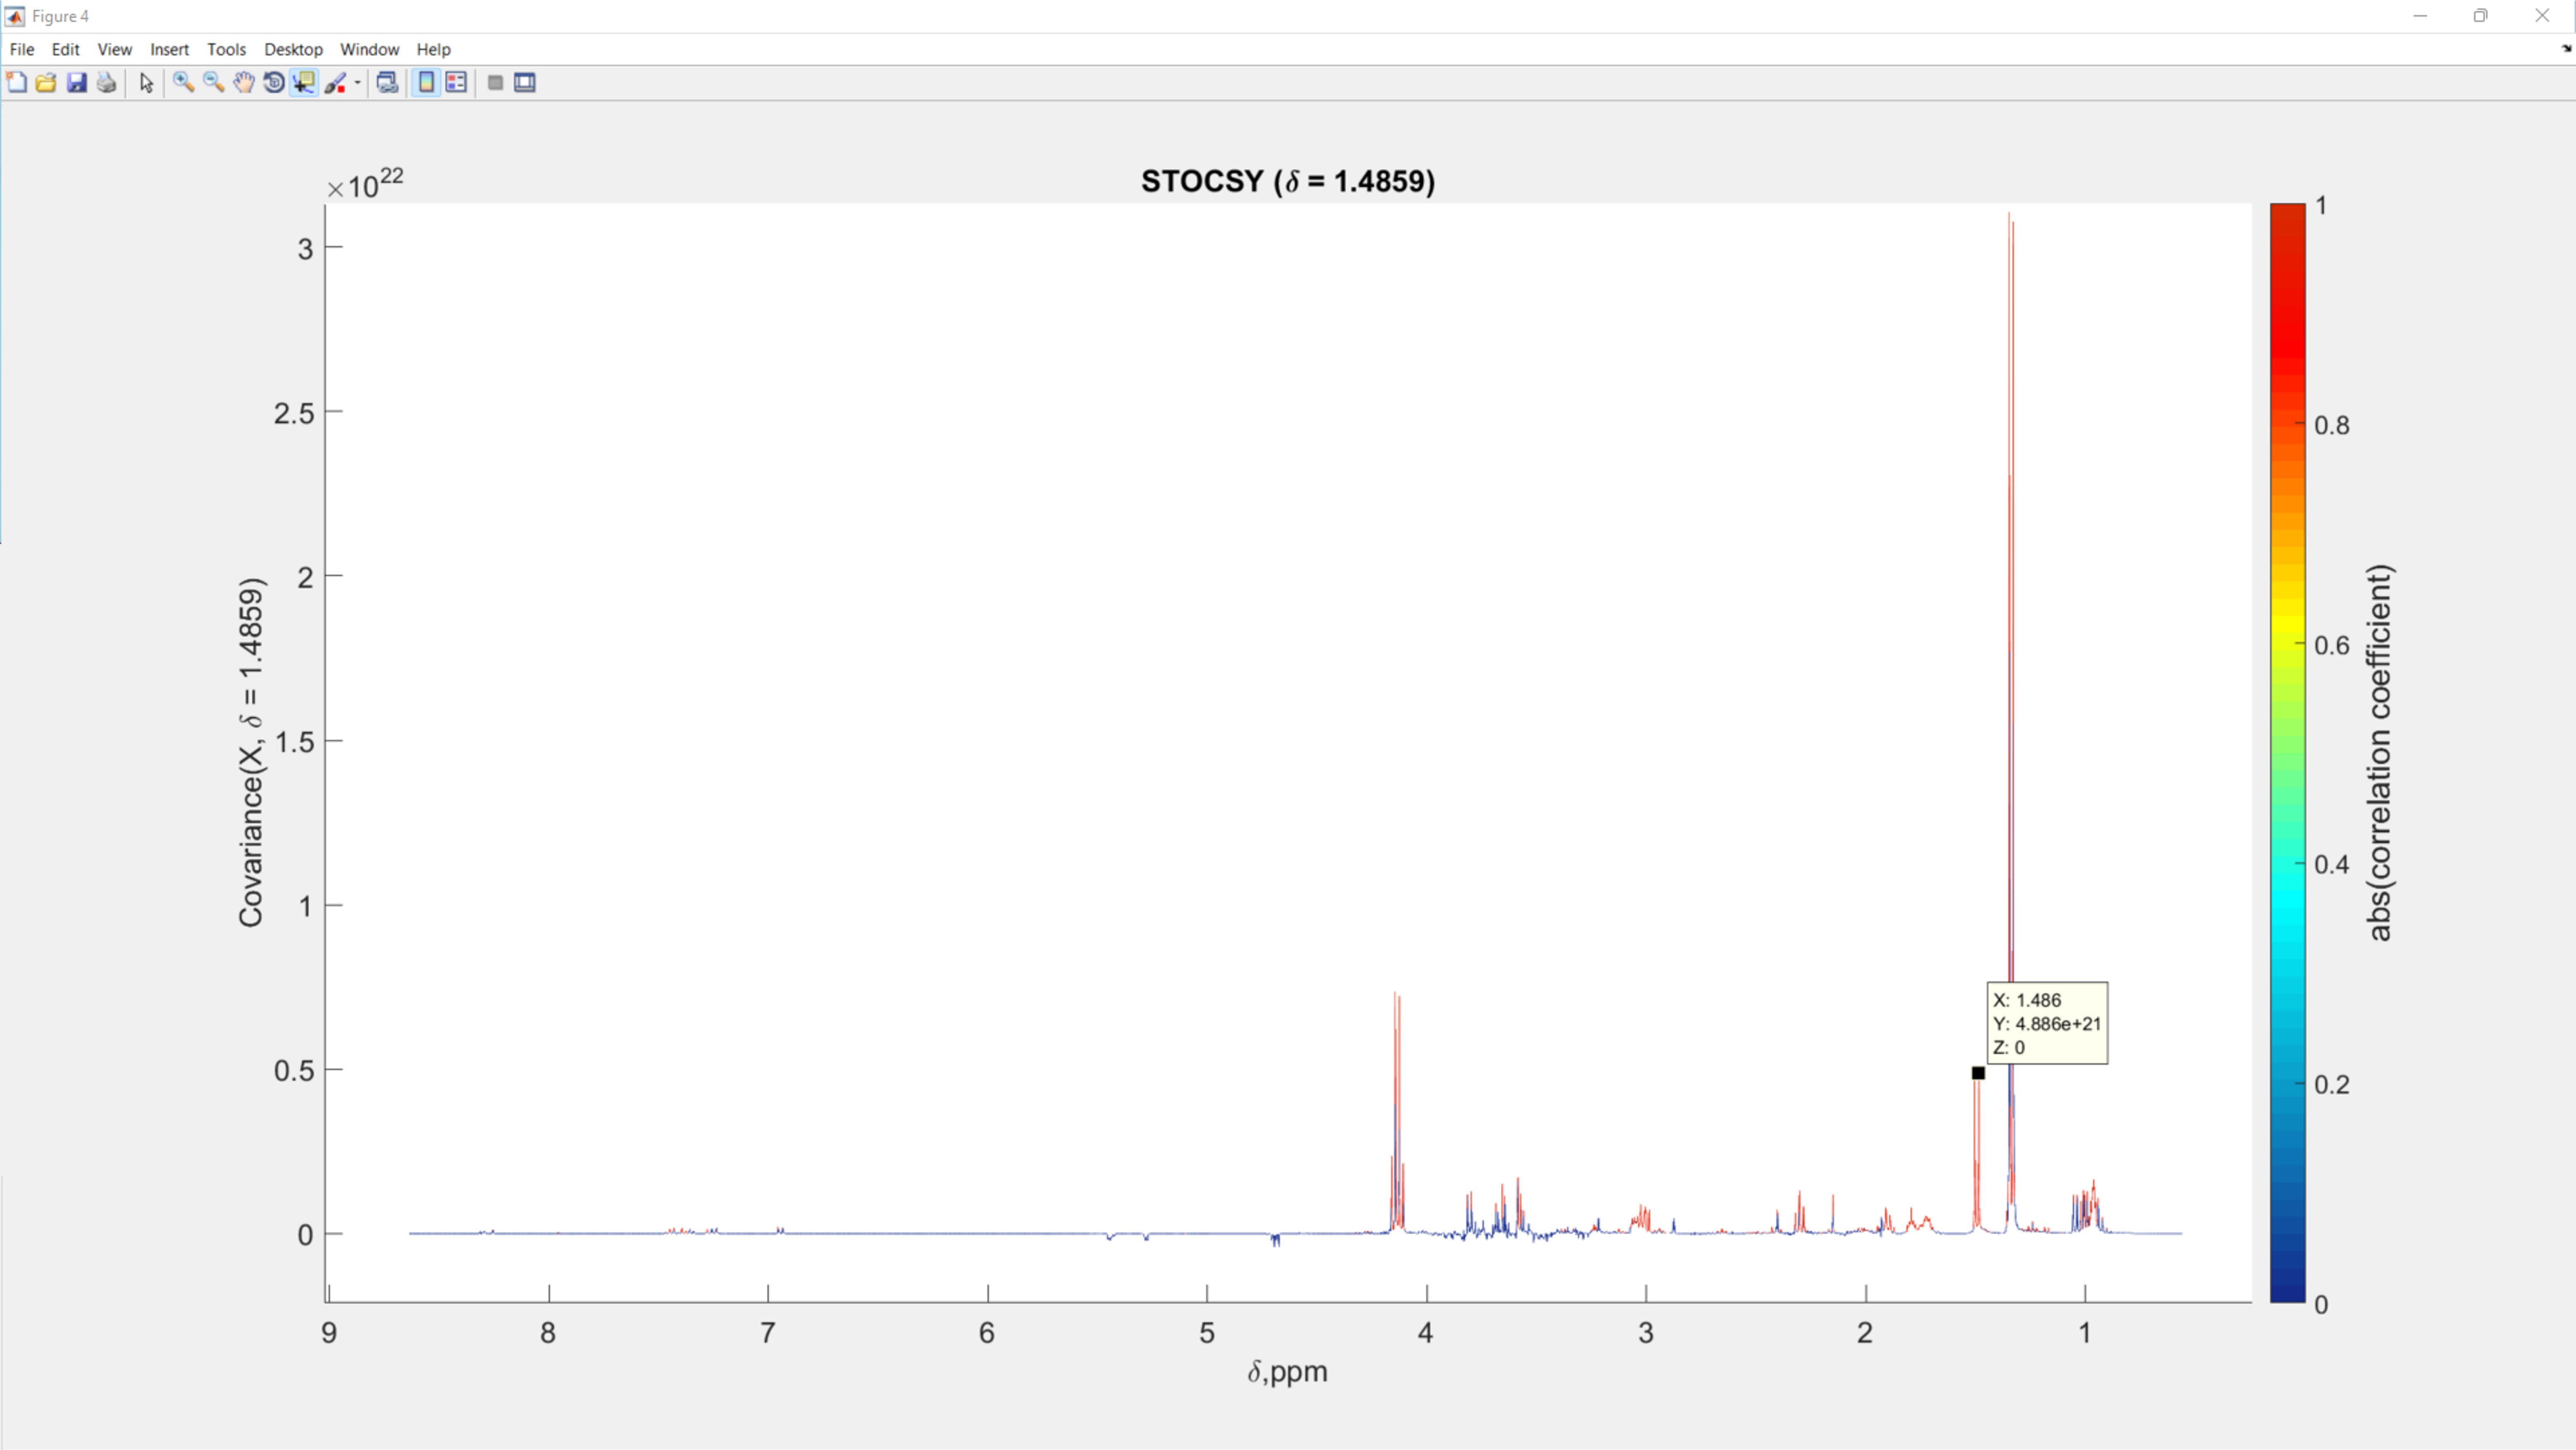 Figure 4
File Edit View Insert Tools Desktop Window Help
×10²²
STOCSY (δ = 1.4859)
3
2.5
2
1.5
1
0.5
0
Covariance(X, δ = 1.4859)
9 8 7 6 5 4 3 2 1
δ,ppm
X: 1.486
Y: 4.886e+21
Z: 0
1
0.8
0.6
0.4
0.2
0
abs(correlation coefficient)